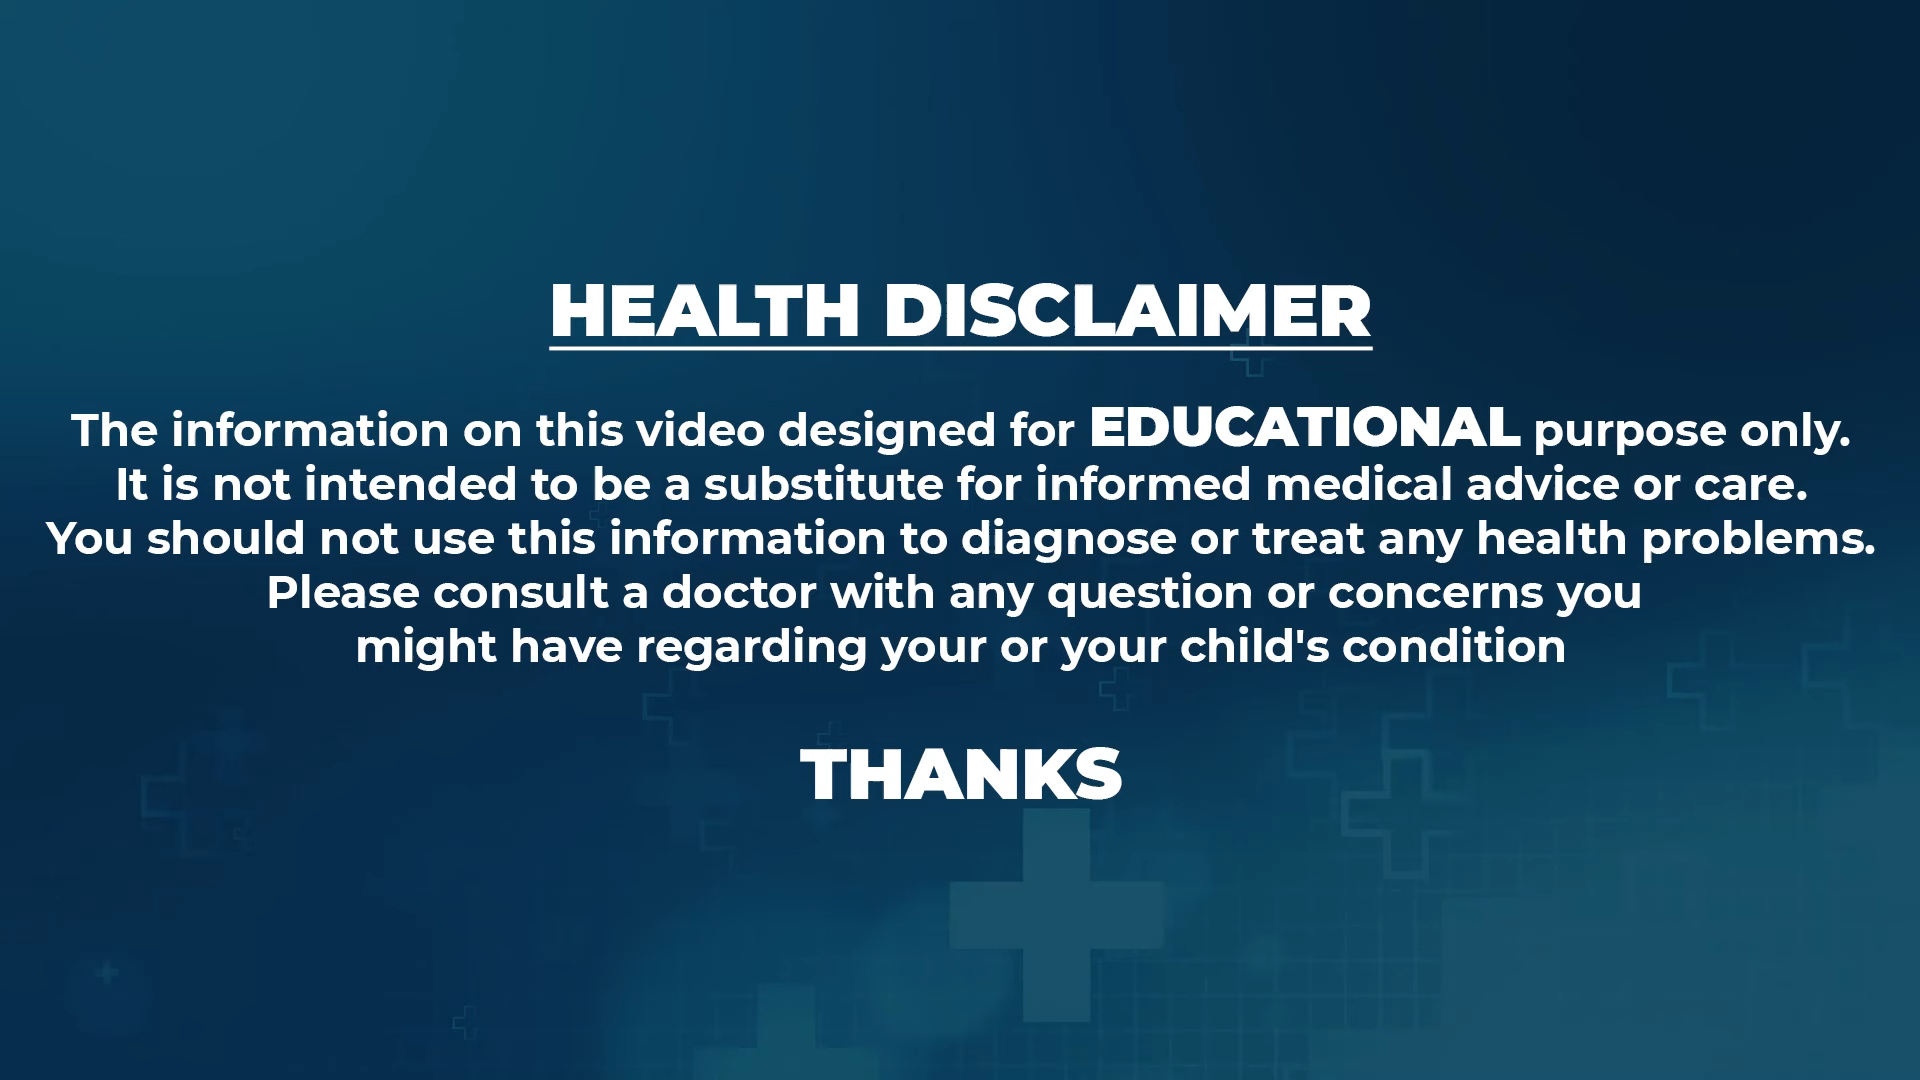 HEALTH DISCLAIMER
The information on this video designed for EDUCATIONAL purpose only.
It is not intended to be a substitute for informed medical advice or care.
You should not use this information to diagnose or treat any health problems.
Please consult a doctor with any question or concerns you
might have regarding your or your child's condition
THANKS